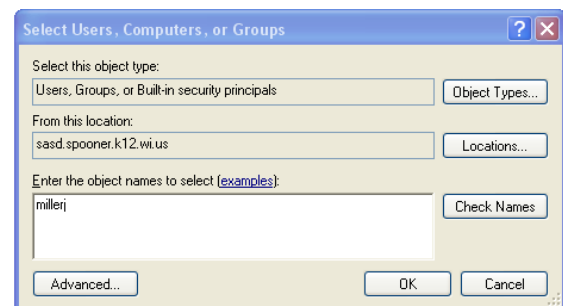 Select Users, Computers, or Groups
Select this object type:
Users, Groups, or Built-in security principals
Object Types...
From this location:
sasd.spooner.k12.wi.us
Locations...
Enter the object names to select (examples):
millerj
Check Names
Advanced...
OK
Cancel